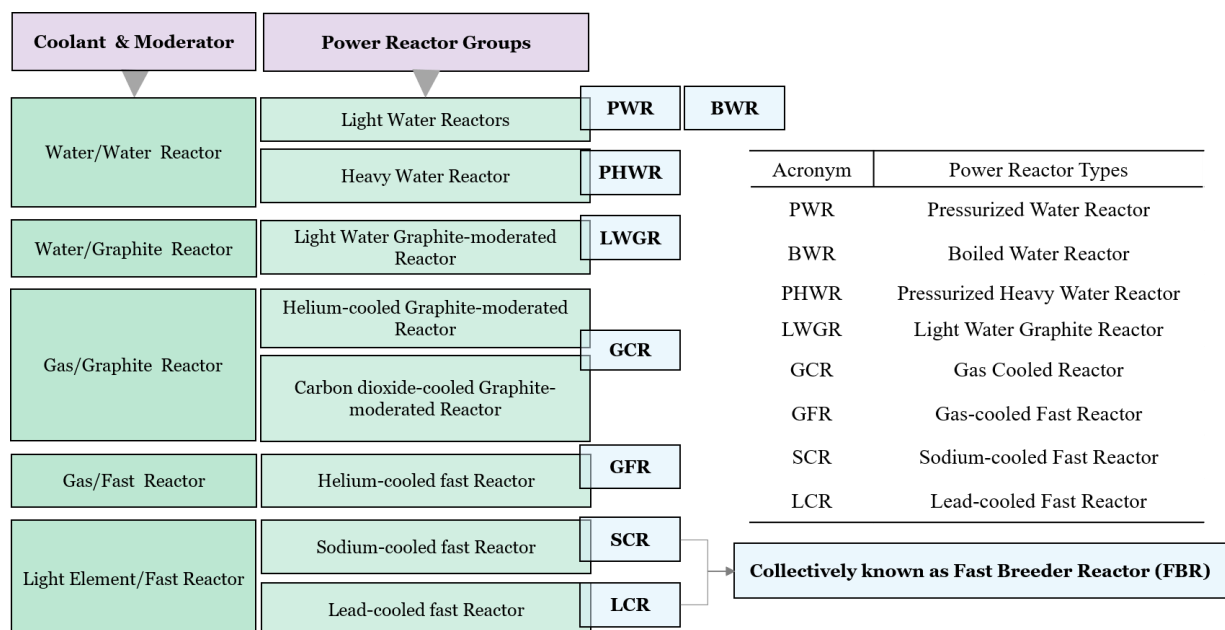 Coolant & Moderator
Power Reactor Groups
Water/Water Reactor
Light Water Reactors
PWR
BWR
Heavy Water Reactor
PHWR
Water/Graphite Reactor
Light Water Graphite-moderated
Reactor
LWGR
Gas/Graphite Reactor
Helium-cooled Graphite-moderated
Reactor
GCR
Carbon dioxide-cooled Graphite-
moderated Reactor
Gas/Fast Reactor
Helium-cooled fast Reactor
GFR
Light Element/Fast Reactor
Sodium-cooled fast Reactor
SCR
Lead-cooled fast Reactor
LCR
Acronym Power Reactor Types
PWR Pressurized Water Reactor
BWR Boiled Water Reactor
PHWR Pressurized Heavy Water Reactor
LWGR Light Water Graphite Reactor
GCR Gas Cooled Reactor
GFR Gas-cooled Fast Reactor
SCR Sodium-cooled Fast Reactor
LCR Lead-cooled Fast Reactor
Collectively known as Fast Breeder Reactor (FBR)